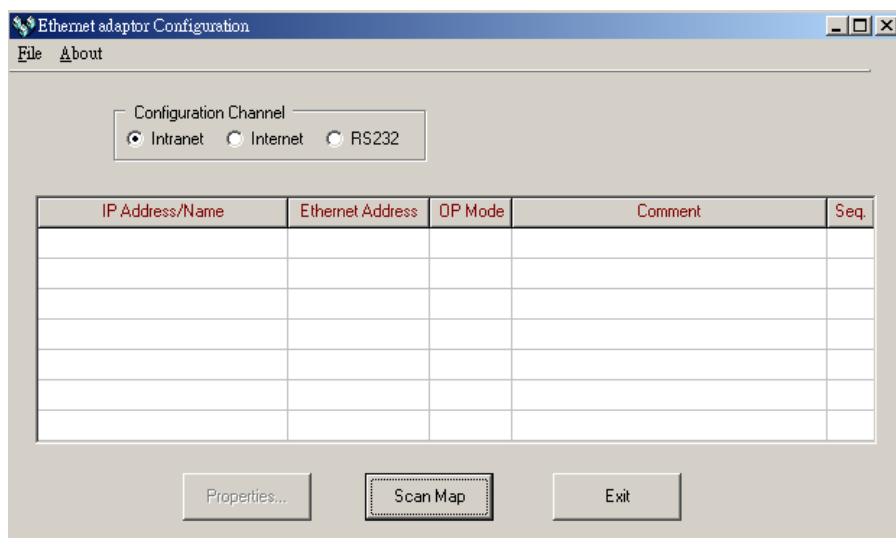 Ethernet adaptor Configuration
File About
Configuration Channel
Intranet Internet RS232
IP Address/Name Ethernet Address OP Mode Comment Seq.
Properties... Scan Map Exit